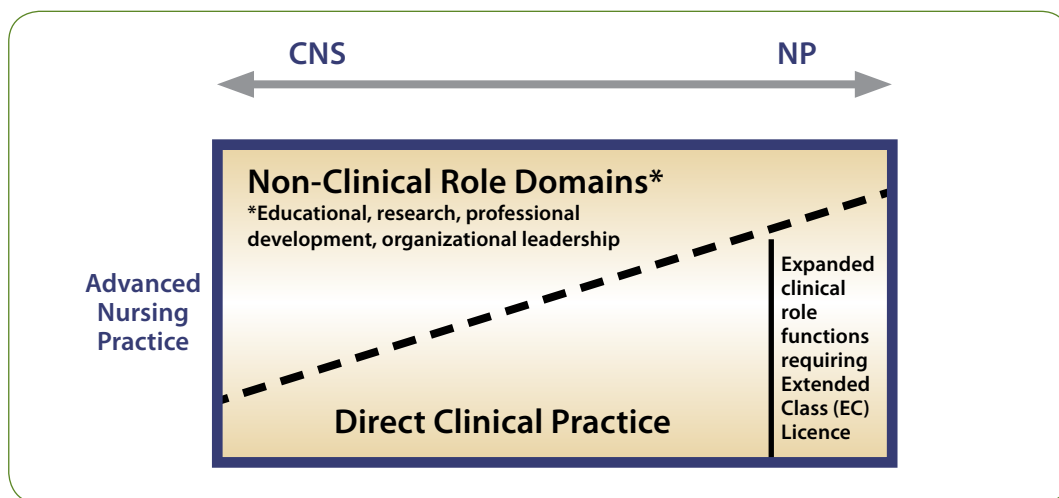 CNS
NP
Non-Clinical Role Domains*
*Educational, research, professional
development, organizational leadership
Advanced
Nursing
Practice
Expanded
clinical
role
functions
requiring
Extended
Class (EC)
Licence
Direct Clinical Practice